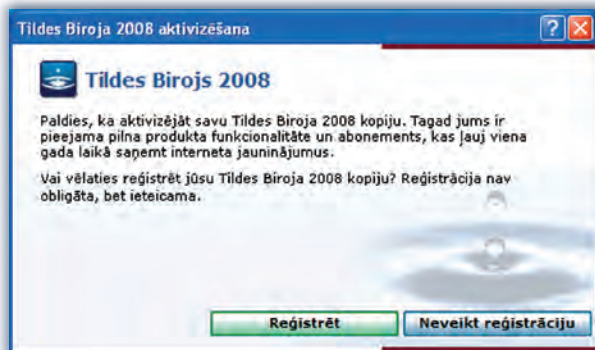 Tildes Biroja 2008 aktivizēšana
Tildes Birojs 2008
Paldies, ka aktivizējāt savu Tildes Biroja 2008 kopiju. Tagad jums ir
pieejama pilna produkta funkcionalitāte un abonements, kas ļauj viena
gada laikā saņemt interneta jauninājumus.
Vai vēlaties reģistrēt jūsu Tildes Biroja 2008 kopiju? Reģistrācija nav
obligāta, bet ieteicama.
Reģistrēt
Neveikt reģistrāciju